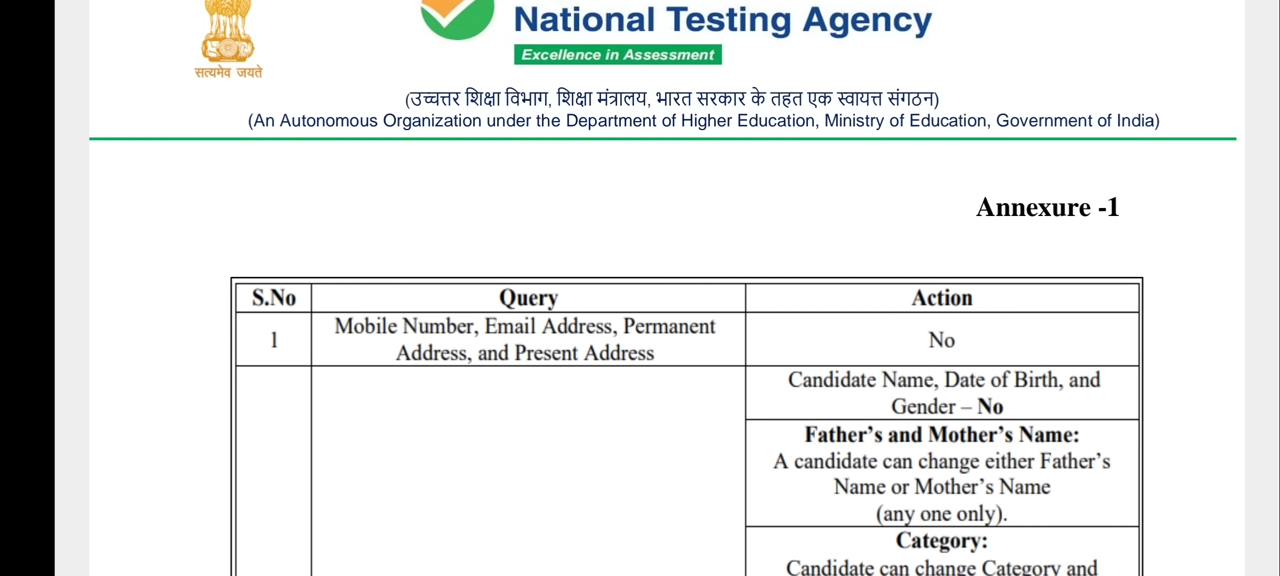 National Testing Agency
Excellence in Assessment
सत्यमेव जयते
(उच्चत्तर शिक्षा विभाग, शिक्षा मंत्रालय, भारत सरकार के तहत एक स्वायत्त संगठन)
(An Autonomous Organization under the Department of Higher Education, Ministry of Education, Government of India)
Annexure -1
S.No Query Action
1 Mobile Number, Email Address, Permanent Address, and Present Address No
Candidate Name, Date of Birth, and
Gender – No
Father’s and Mother’s Name:
A candidate can change either Father’s
Name or Mother’s Name
(any one only).
Category:
Candidate can change Category and